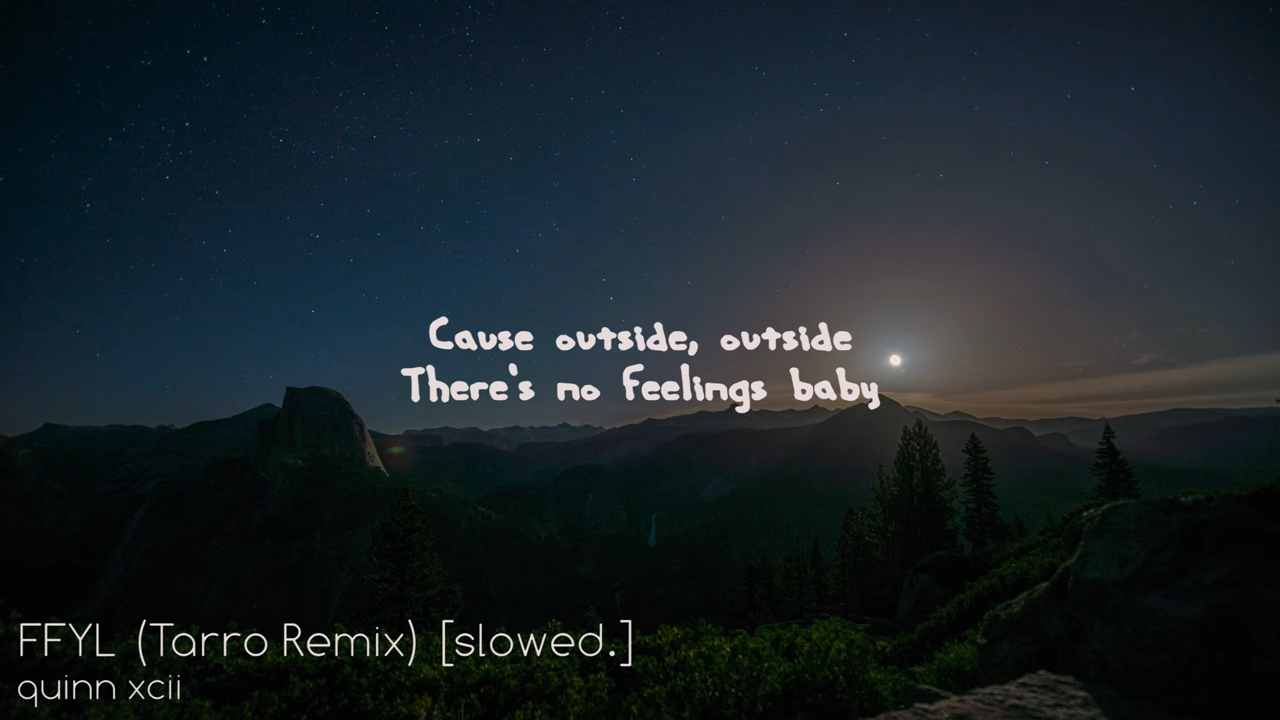 Cause outside, outside
There's no feelings baby
FFYL (Tarro Remix) [slowed.]
quinn xcii